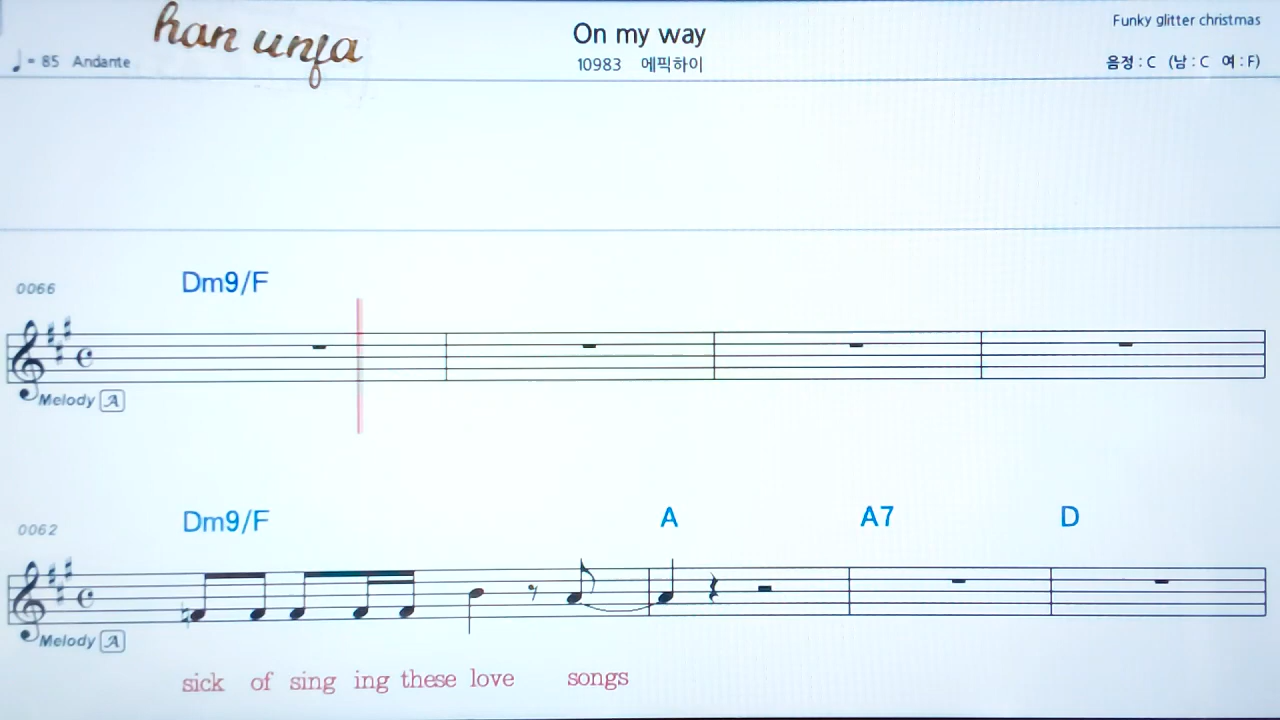 han unfa
On my way
Funky glitter christmas
♩= 85 Andante
10983 에픽하이
음정 : C (남 : C 여 : F)
0066
Dm9/F
Melody A
0062
Dm9/F A A7 D
Melody A
sick of sing ing these love songs